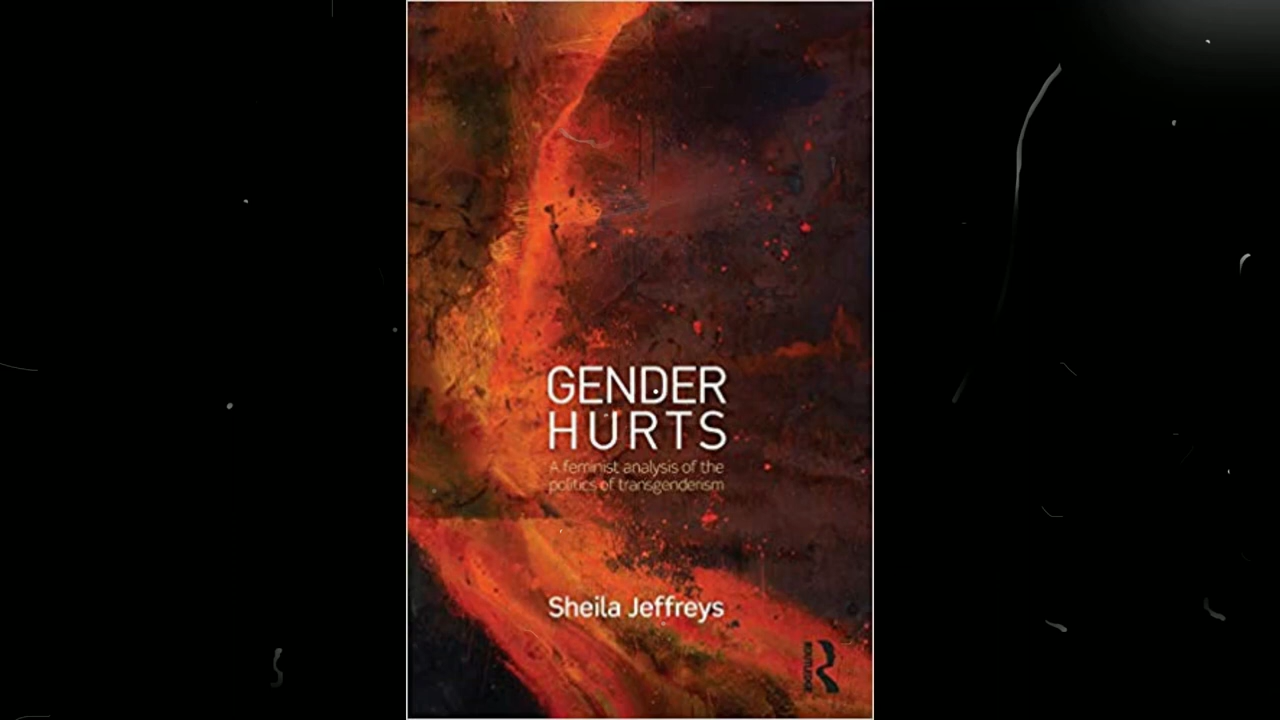 GENDER
HURTS
A feminist analysis of the
politics of transgenderism
Sheila Jeffreys
ROUTLEDGE